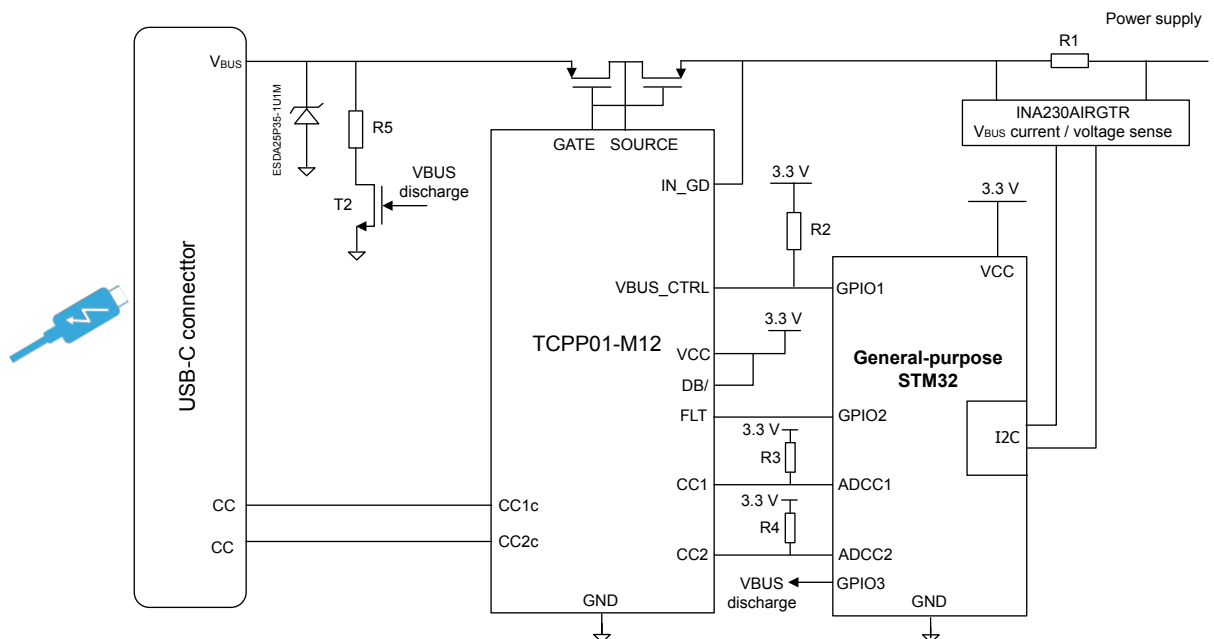 Power supply
R1
VBUS
INA230AIRGTR
VBUS current / voltage sense
ESDA25P35-1U1M
R5
GATE
SOURCE
VBUS
discharge
T2
IN_GD
3.3 V
3.3 V
R2
VCC
USB-C connecttor
VBUS_CTRL
GPIO1
TCPP01-M12
3.3 V
VCC
General-purpose
STM32
DB/
FLT
GPIO2
3.3 V
I2C
R3
CC
CC1c
CC1
ADCC1
3.3 V
R4
CC
CC2c
CC2
ADCC2
VBUS
discharge
GPIO3
GND
GND